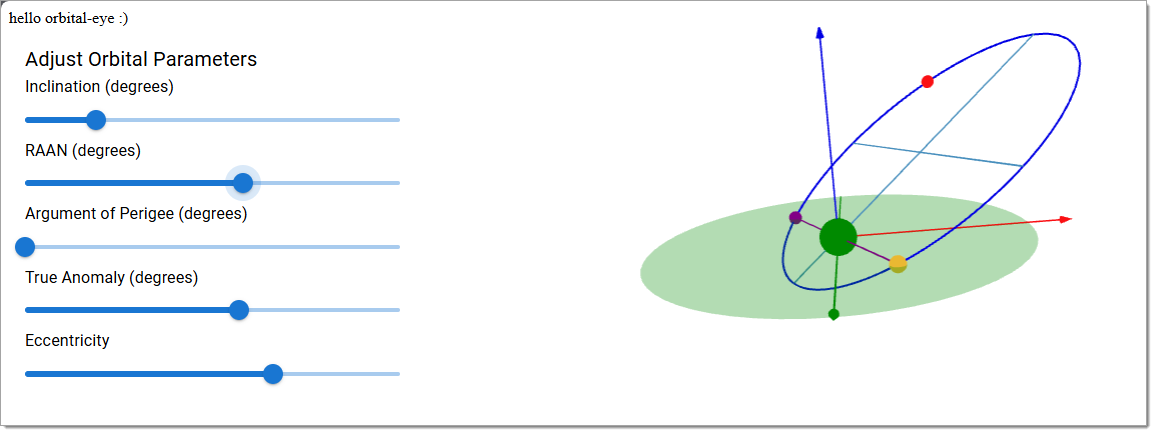 hello orbital-eye :)
Adjust Orbital Parameters
Inclination (degrees)
RAAN (degrees)
Argument of Perigee (degrees)
True Anomaly (degrees)
Eccentricity